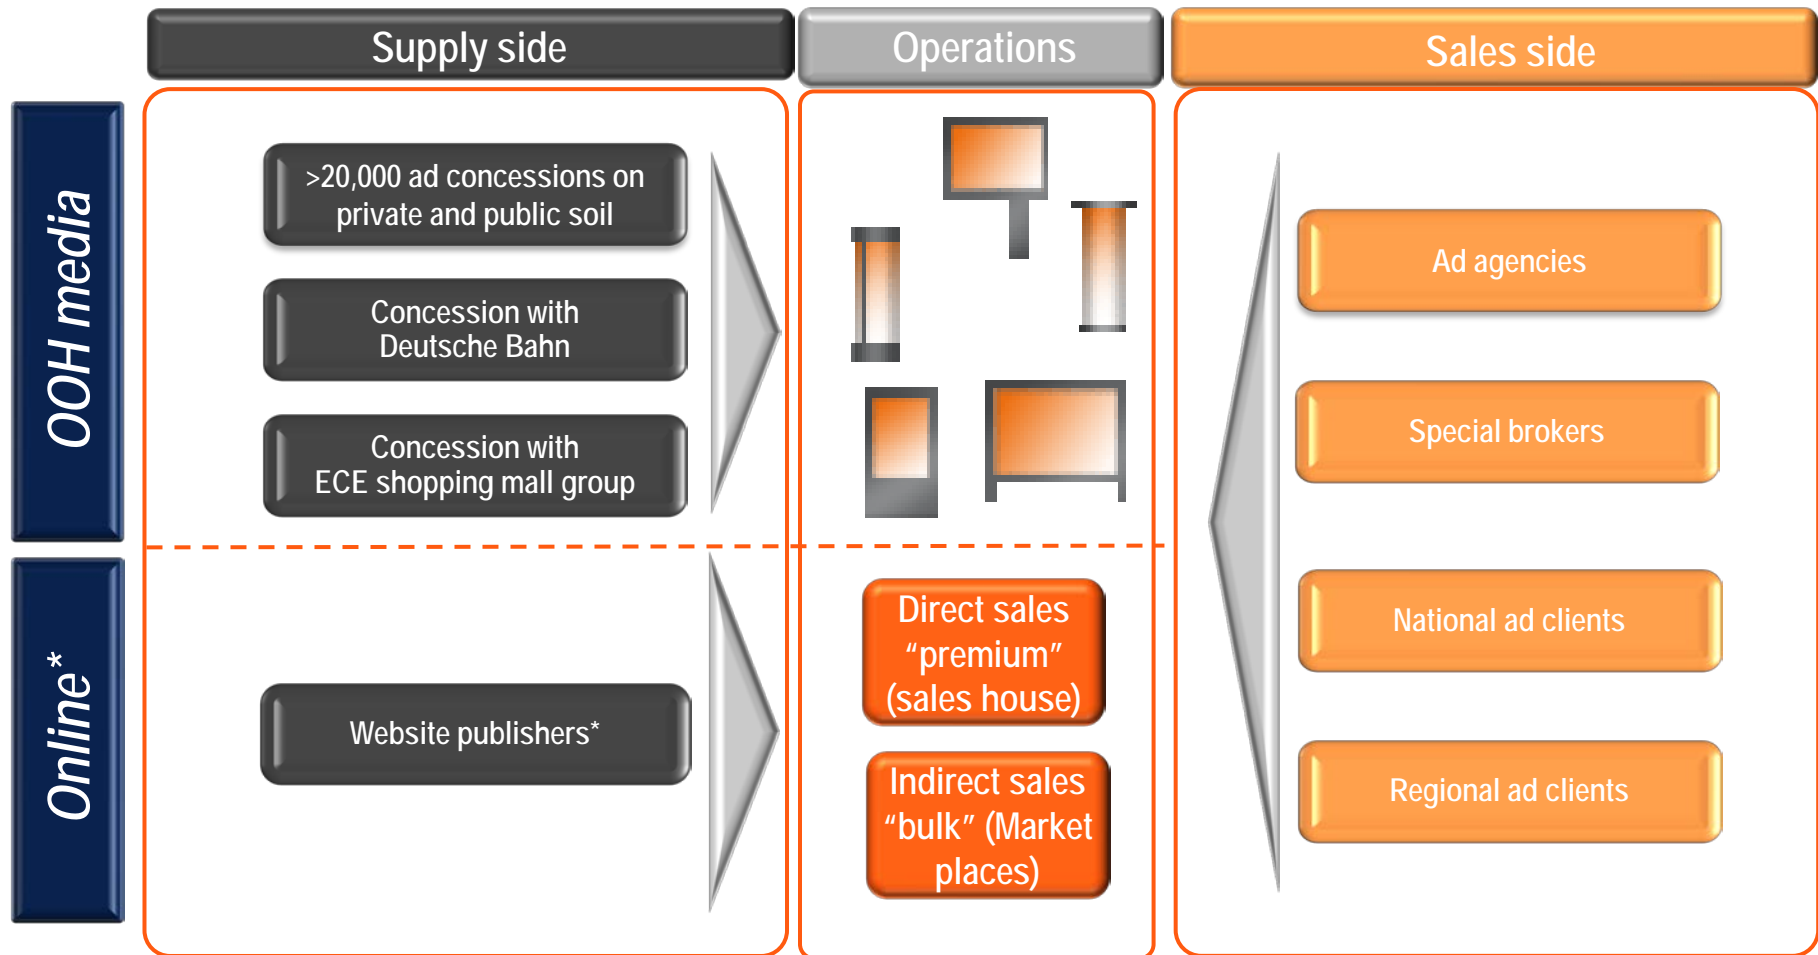 Supply side
Operations
Sales side
OOH media
>20,000 ad concessions on
private and public soil
Concession with
Deutsche Bahn
Concession with
ECE shopping mall group
Ad agencies
Special brokers
National ad clients
Regional ad clients
Online*
Website publishers*
Direct sales
“premium”
(sales house)
Indirect sales
“bulk” (Market
places)